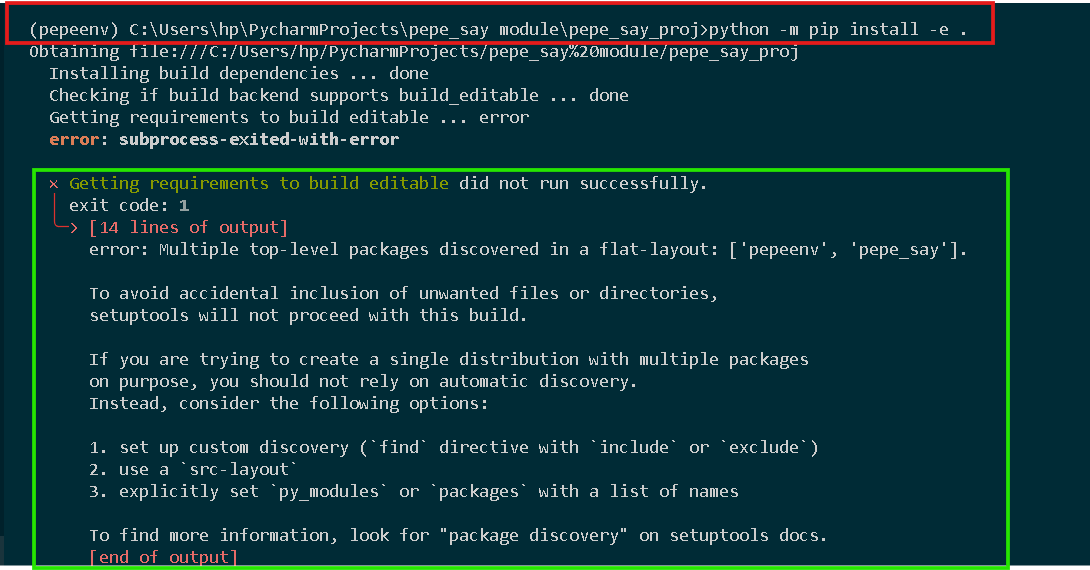 (pepeenv) C:\Users\hp\PycharmProjects\pepe_say module\pepe_say_proj>python -m pip install -e .
Obtaining file:///C:/Users/hp/PycharmProjects/pepe_say%20module/pepe_say_proj
Installing build dependencies ... done
Checking if build backend supports build_editable ... done
Getting requirements to build editable ... error
error: subprocess-exited-with-error
× Getting requirements to build editable did not run successfully.
exit code: 1
[14 lines of output]
error: Multiple top-level packages discovered in a flat-layout: ['pepeenv', 'pepe_say'].
To avoid accidental inclusion of unwanted files or directories,
setuptools will not proceed with this build.
If you are trying to create a single distribution with multiple packages
on purpose, you should not rely on automatic discovery.
Instead, consider the following options:
1. set up custom discovery (`find` directive with `include` or `exclude`)
2. use a `src-layout`
3. explicitly set `py_modules` or `packages` with a list of names
To find more information, look for "package discovery" on setuptools docs.
[end of output]